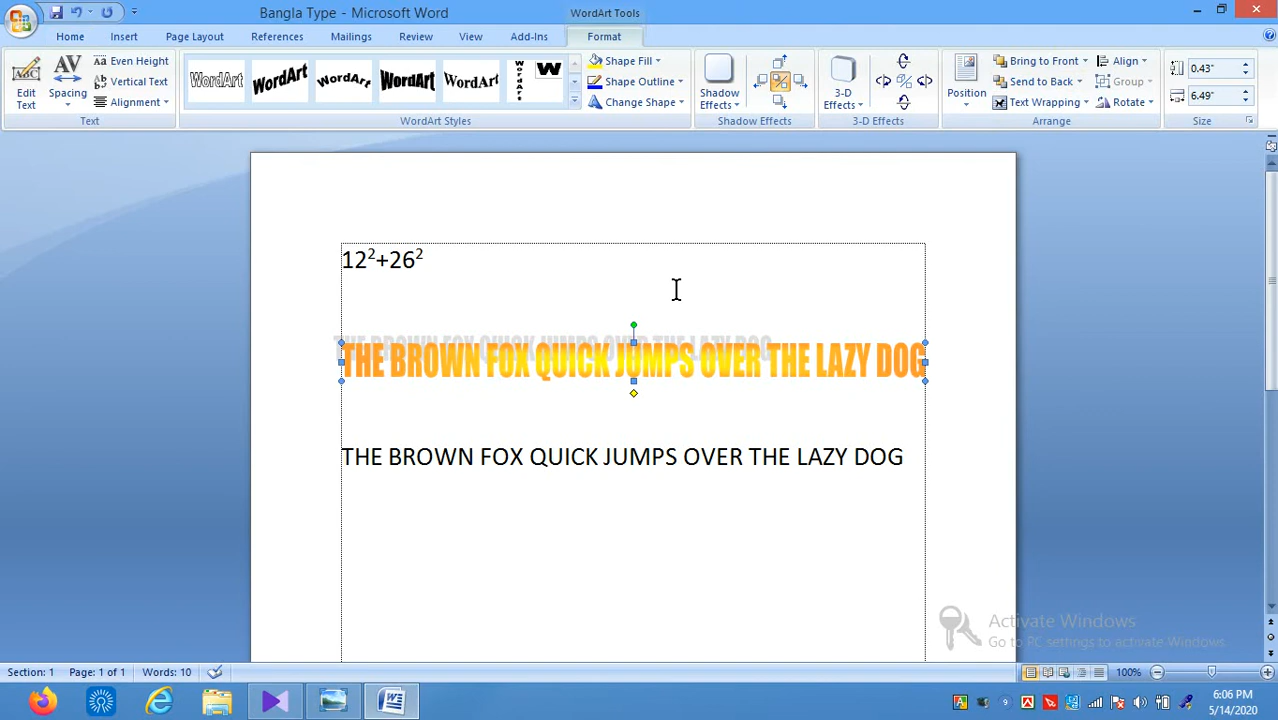 Bangla Type - Microsoft Word
WordArt Tools
Home Insert Page Layout References Mailings Review View Add-Ins Format
Edit Text
Spacing
Even Height
Vertical Text
Alignment
Text
WordArt WordArt WordArt WordArt WordArt WordArt W
Shape Fill
Shape Outline
Change Shape
WordArt Styles
Shadow Effects
Shadow Effects
3-D Effects
3-D Effects
Position
Bring to Front
Send to Back
Text Wrapping
Align
Group
Rotate
Arrange
0.43"
6.49"
Size
12²+26²
THE BROWN FOX QUICK JUMPS OVER THE LAZY DOG
THE BROWN FOX QUICK JUMPS OVER THE LAZY DOG
Activate Windows
Go to PC settings to activate Windows.
Section: 1 Page: 1 of 1 Words: 10 100%
6:06 PM
5/14/2020